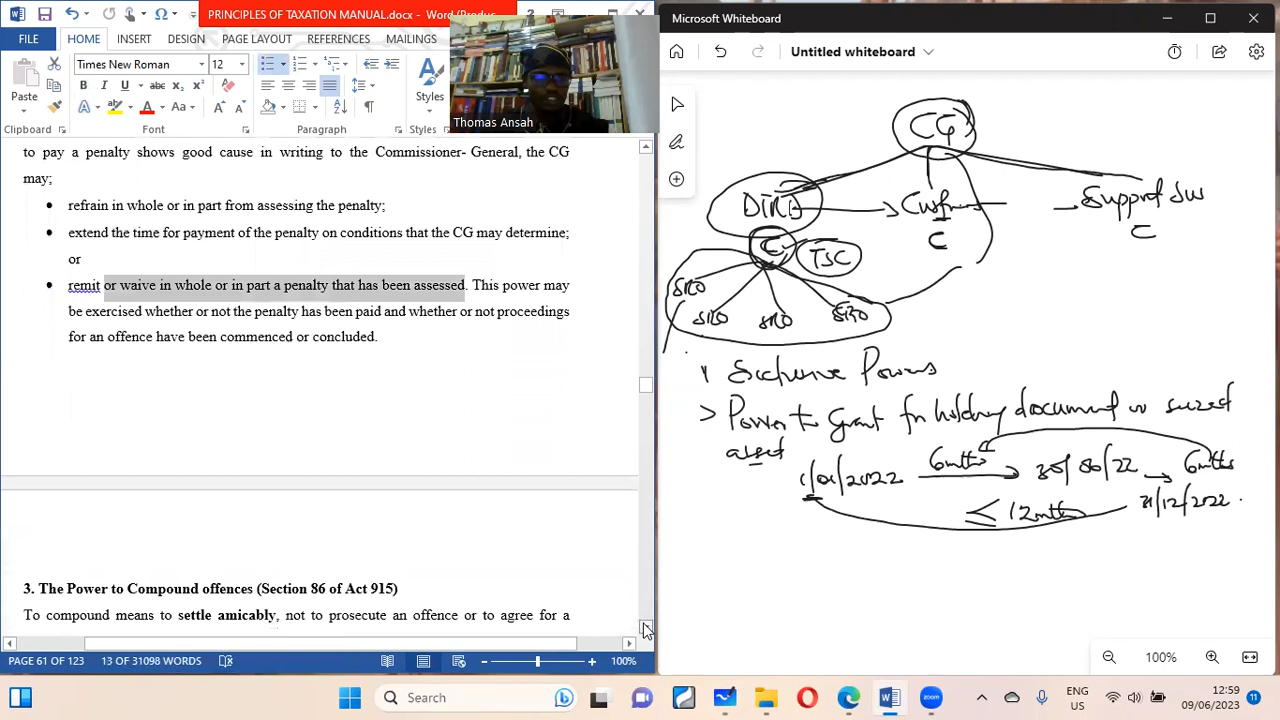 PRINCIPLES OF TAXATION MANUAL.docx - Word (Produc
FILE HOME INSERT DESIGN PAGE LAYOUT REFERENCES MAILINGS
Times New Roman 12
Paste
Styles
Clipboard Font Paragraph Styles
Thomas Ansah
to pay a penalty shows good cause in writing to the Commissioner- General, the CG
may;
• refrain in whole or in part from assessing the penalty;
• extend the time for payment of the penalty on conditions that the CG may determine;
or
• remit or waive in whole or in part a penalty that has been assessed. This power may
be exercised whether or not the penalty has been paid and whether or not proceedings
for an offence have been commenced or concluded.
3. The Power to Compound offences (Section 86 of Act 915)
To compound means to settle amicably, not to prosecute an offence or to agree for a
PAGE 61 OF 123 13 OF 31098 WORDS 100%
Microsoft Whiteboard
Untitled whiteboard
CG
Customs
Support
C
C
C
TSC
> Power to Grant for holding document or seized
asset
1/01/2022 6mths 30/06/22 6mths
≤ 12mths 31/12/2022
100%
Search
ENG
US
12:59
09/06/2023